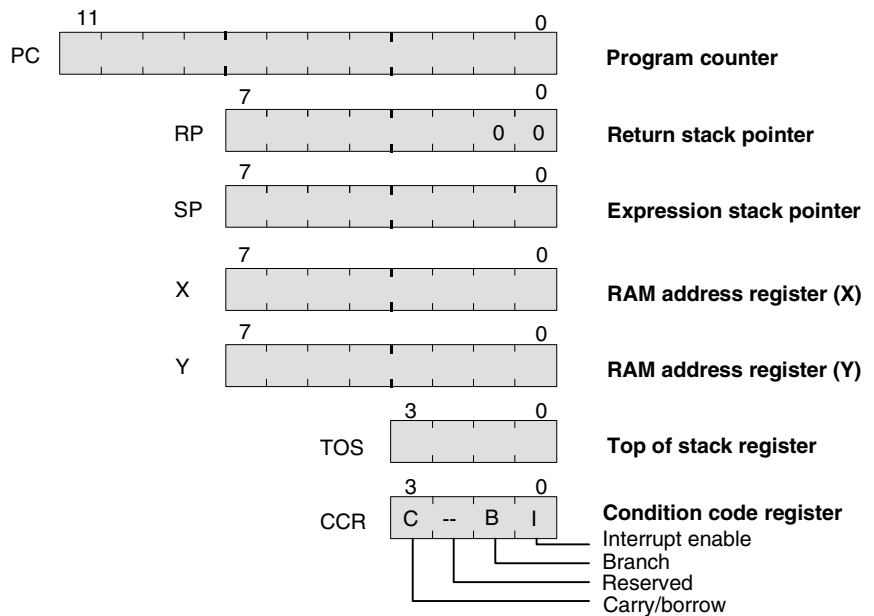 11 0
PC Program counter
7 0
RP 0 0 Return stack pointer
7 0
SP Expression stack pointer
7 0
X RAM address register (X)
7 0
Y RAM address register (Y)
3 0
TOS Top of stack register
3 0
CCR C -- B I Condition code register
Interrupt enable
Branch
Reserved
Carry/borrow